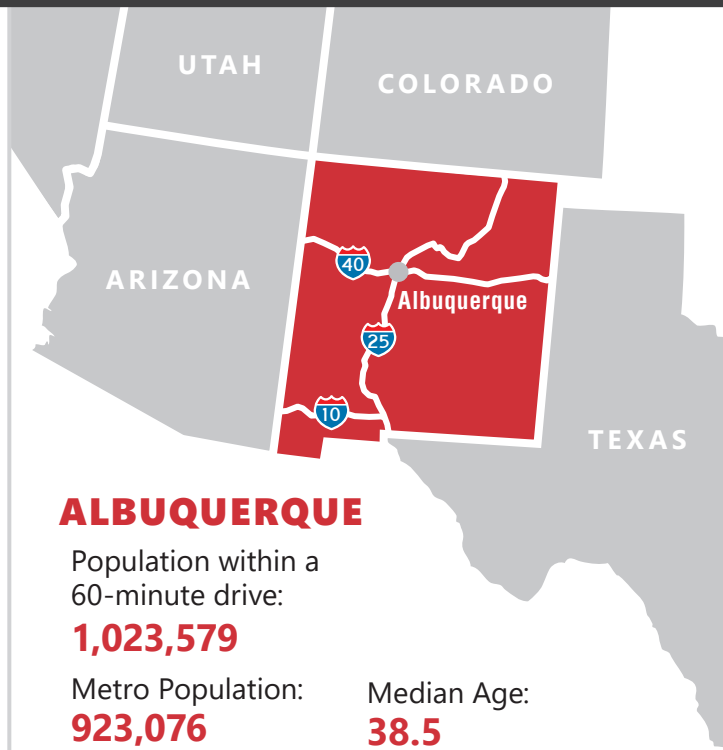 UTAH
COLORADO
ARIZONA
40
Albuquerque
25
10
TEXAS
ALBUQUERQUE
Population within a
60-minute drive:
1,023,579
Metro Population:
923,076
Median Age:
38.5